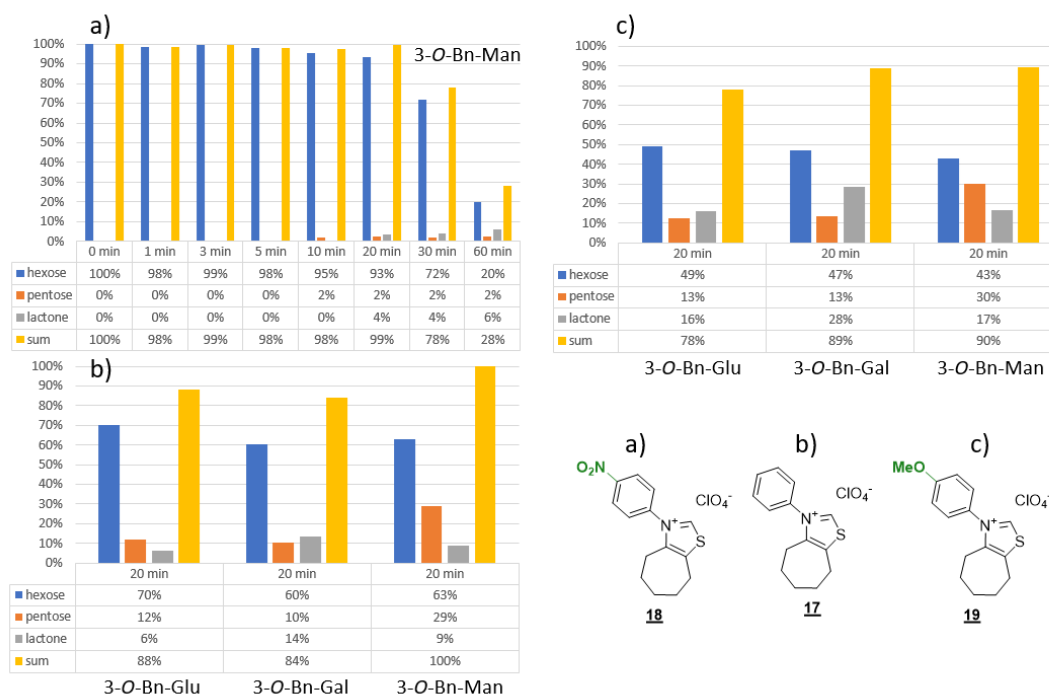 a)
3-O-Bn-Man
100%
90%
80%
70%
60%
50%
40%
30%
20%
10%
0%
0 min 1 min 3 min 5 min 10 min 20 min 30 min 60 min
hexose 100% 98% 99% 98% 95% 93% 72% 20%
pentose 0% 0% 0% 0% 2% 2% 2% 2%
lactone 0% 0% 0% 0% 0% 4% 4% 6%
sum 100% 98% 99% 98% 98% 99% 78% 28%
b)
100%
90%
80%
70%
60%
50%
40%
30%
20%
10%
0%
20 min 20 min 20 min
hexose 70% 60% 63%
pentose 12% 10% 29%
lactone 6% 14% 9%
sum 88% 84% 100%
3-O-Bn-Glu 3-O-Bn-Gal 3-O-Bn-Man
c)
100%
90%
80%
70%
60%
50%
40%
30%
20%
10%
0%
20 min 20 min 20 min
hexose 49% 47% 43%
pentose 13% 13% 30%
lactone 16% 28% 17%
sum 78% 89% 90%
3-O-Bn-Glu 3-O-Bn-Gal 3-O-Bn-Man
a) b) c)
O₂N ClO₄⁻ N⁺ S
18
ClO₄⁻ N⁺ S
17
MeO ClO₄⁻ N⁺ S
19